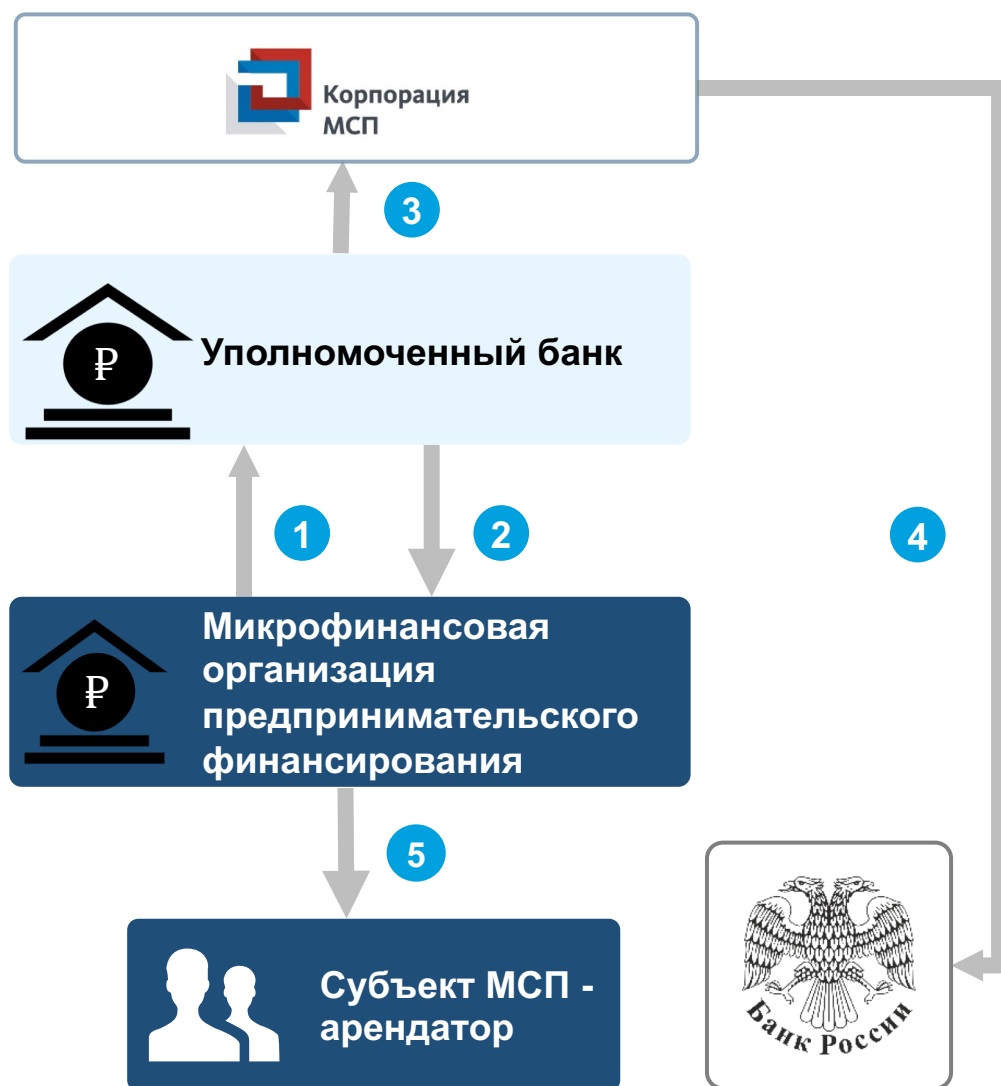 Корпорация
МСП
3
₽
Уполномоченный банк
1
2
4
₽
Микрофинансовая
организация
предпринимательского
финансирования
5
Субъект МСП -
арендатор
Банк России